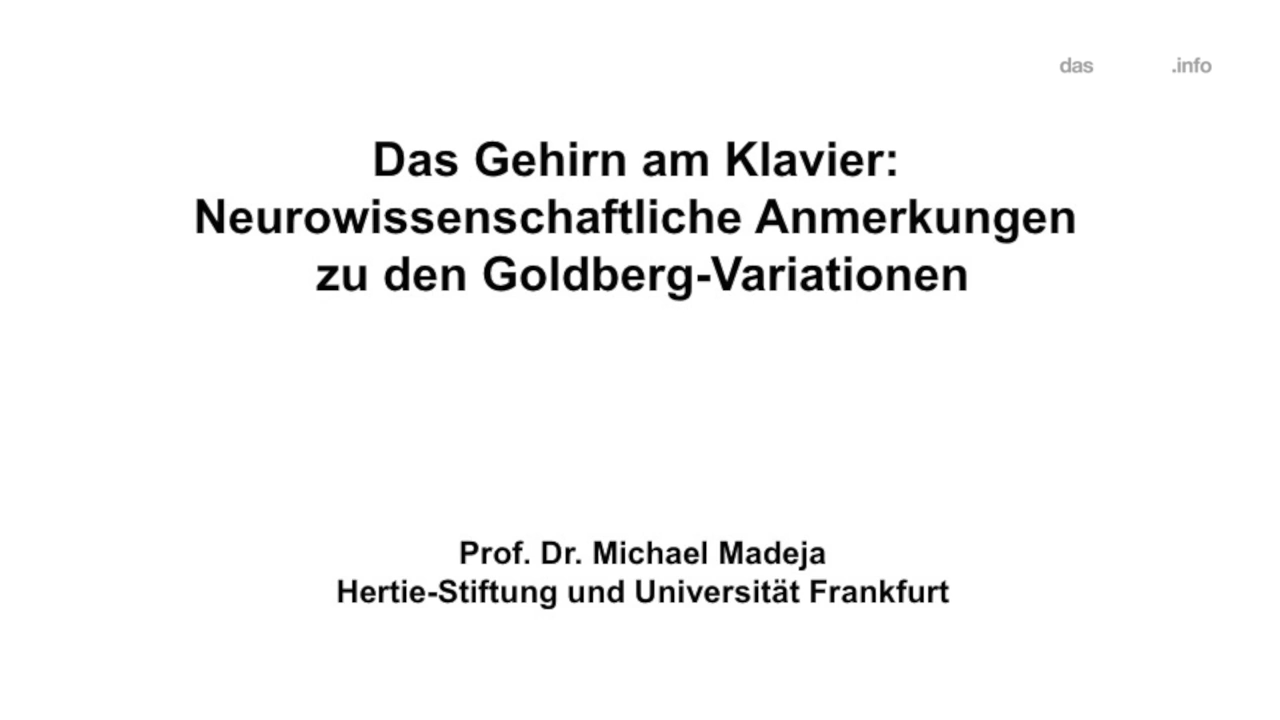 das .info
Das Gehirn am Klavier:
Neurowissenschaftliche Anmerkungen
zu den Goldberg-Variationen
Prof. Dr. Michael Madeja
Hertie-Stiftung und Universität Frankfurt